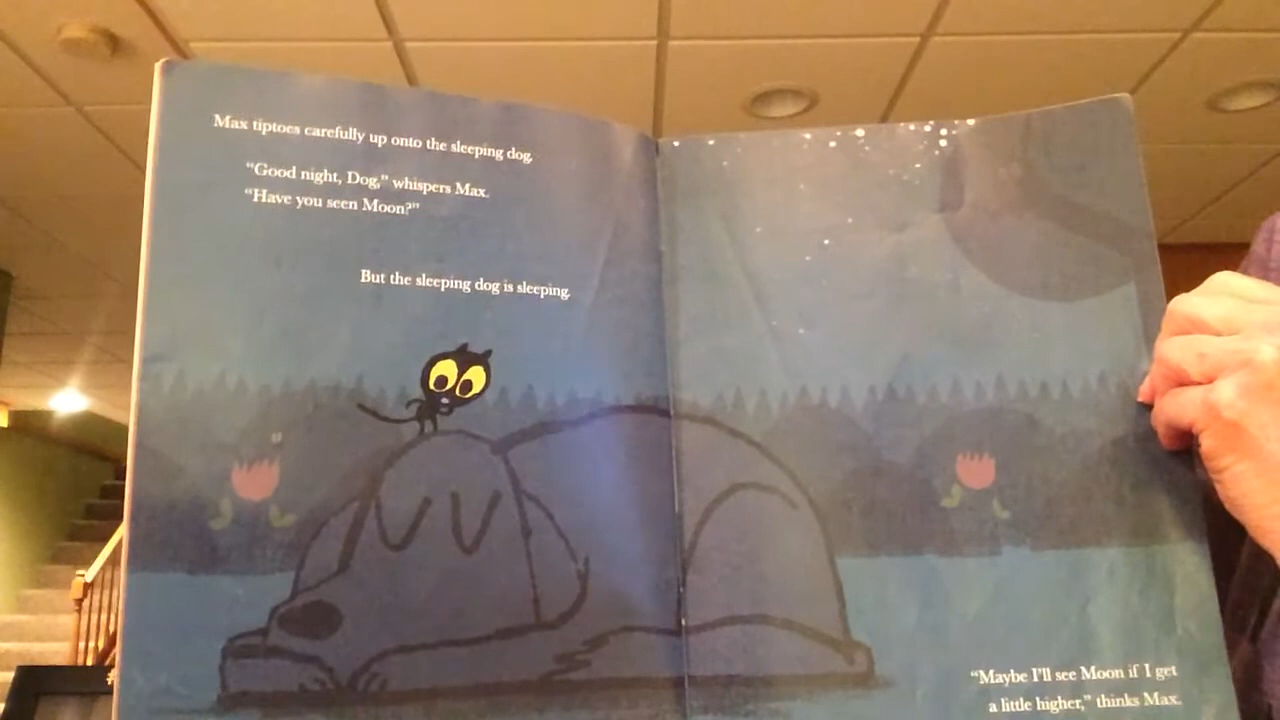 Max tiptoes carefully up onto the sleeping dog.
“Good night, Dog,” whispers Max.
“Have you seen Moon?”
But the sleeping dog is sleeping.
“Maybe I’ll see Moon if I get
a little higher,” thinks Max.